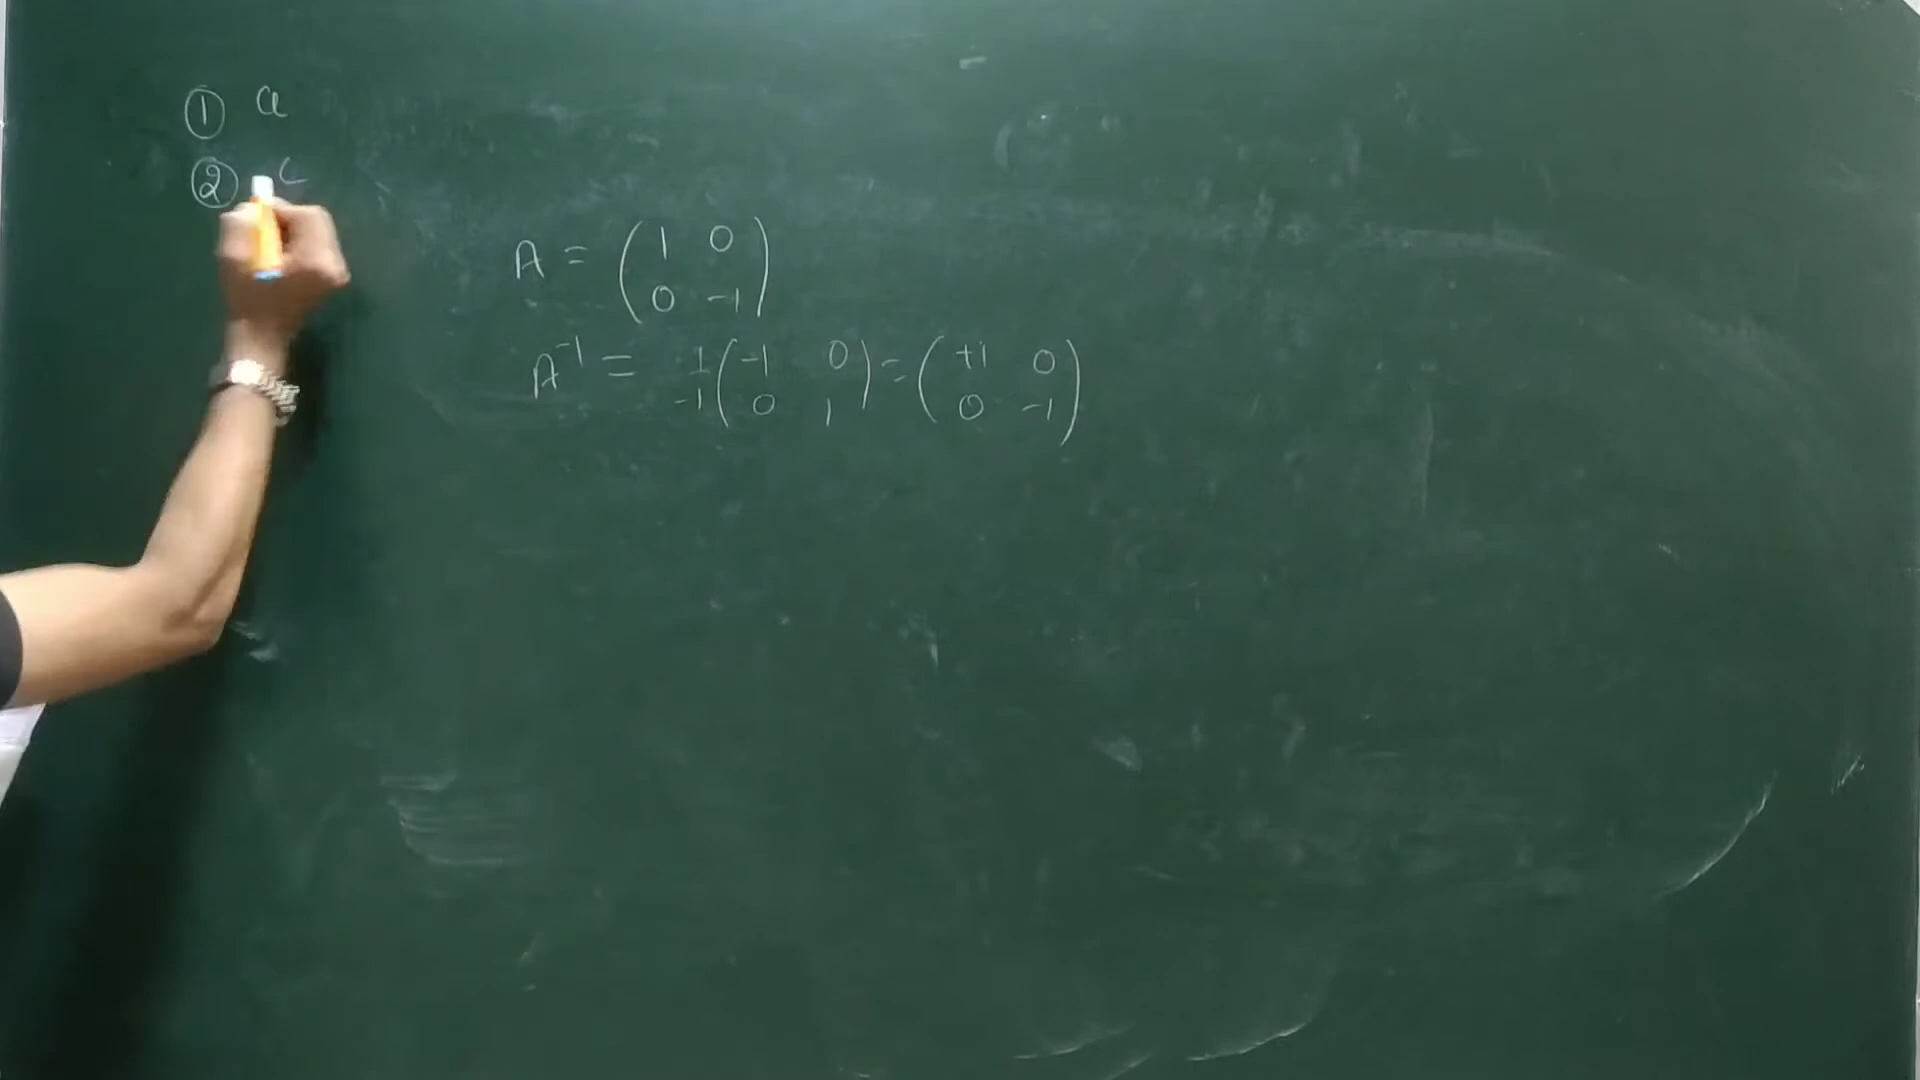 ① a
② c
A = ( 1 0 
0 -1 )
A⁻¹ = 1/-1 ( -1 0 
0 1 ) = ( +1 0 
0 -1 )